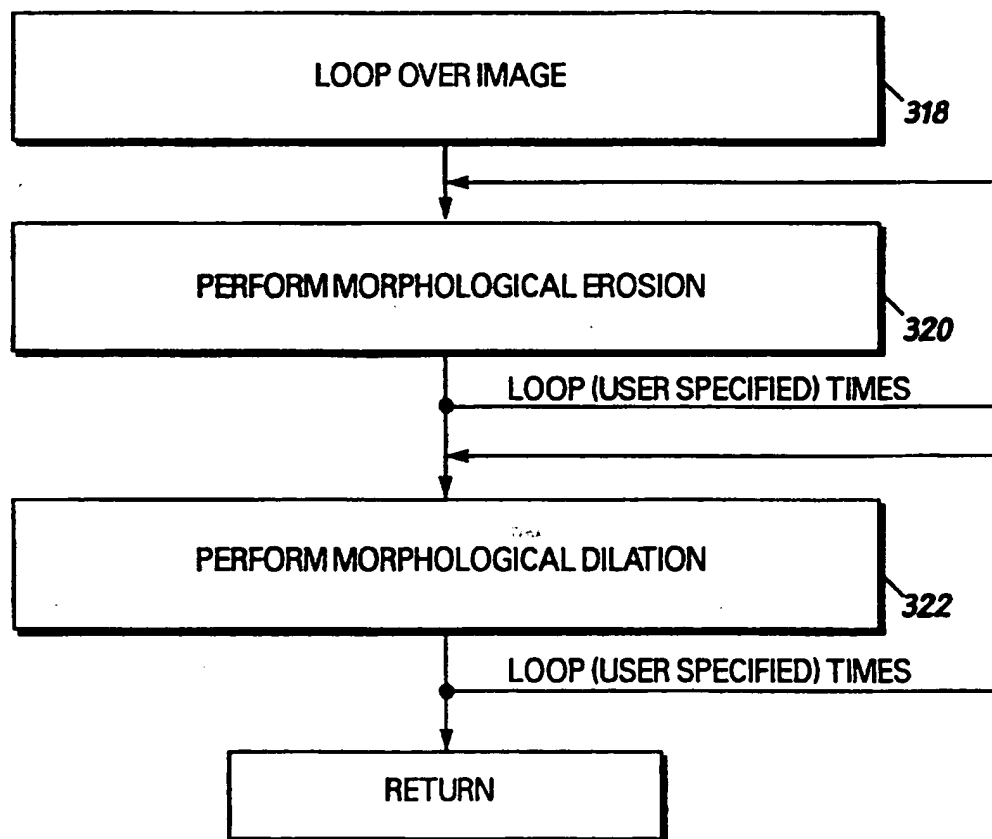 LOOP OVER IMAGE
318
PERFORM MORPHOLOGICAL EROSION
320
LOOP (USER SPECIFIED) TIMES
PERFORM MORPHOLOGICAL DILATION
322
LOOP (USER SPECIFIED) TIMES
RETURN